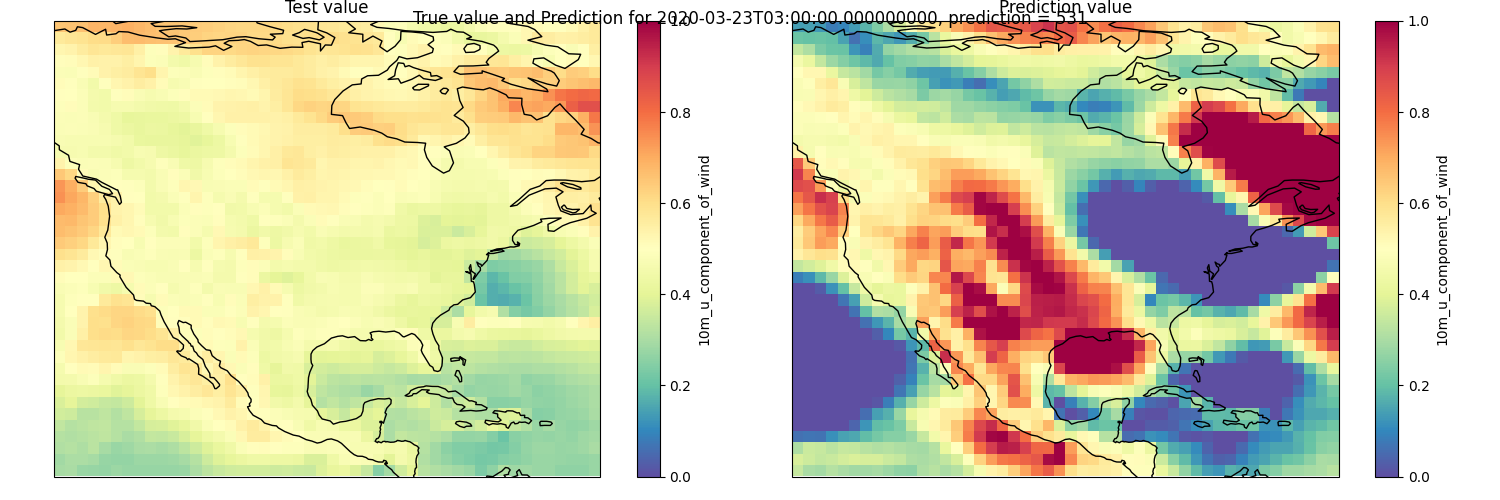 Test value
True value and Prediction for 2020-03-23T03:00:00.000000000, prediction = 531
Prediction value
1.0
0.8
0.6
0.4
0.2
0.0
10m_u_component_of_wind
1.0
0.8
0.6
0.4
0.2
0.0
10m_u_component_of_wind